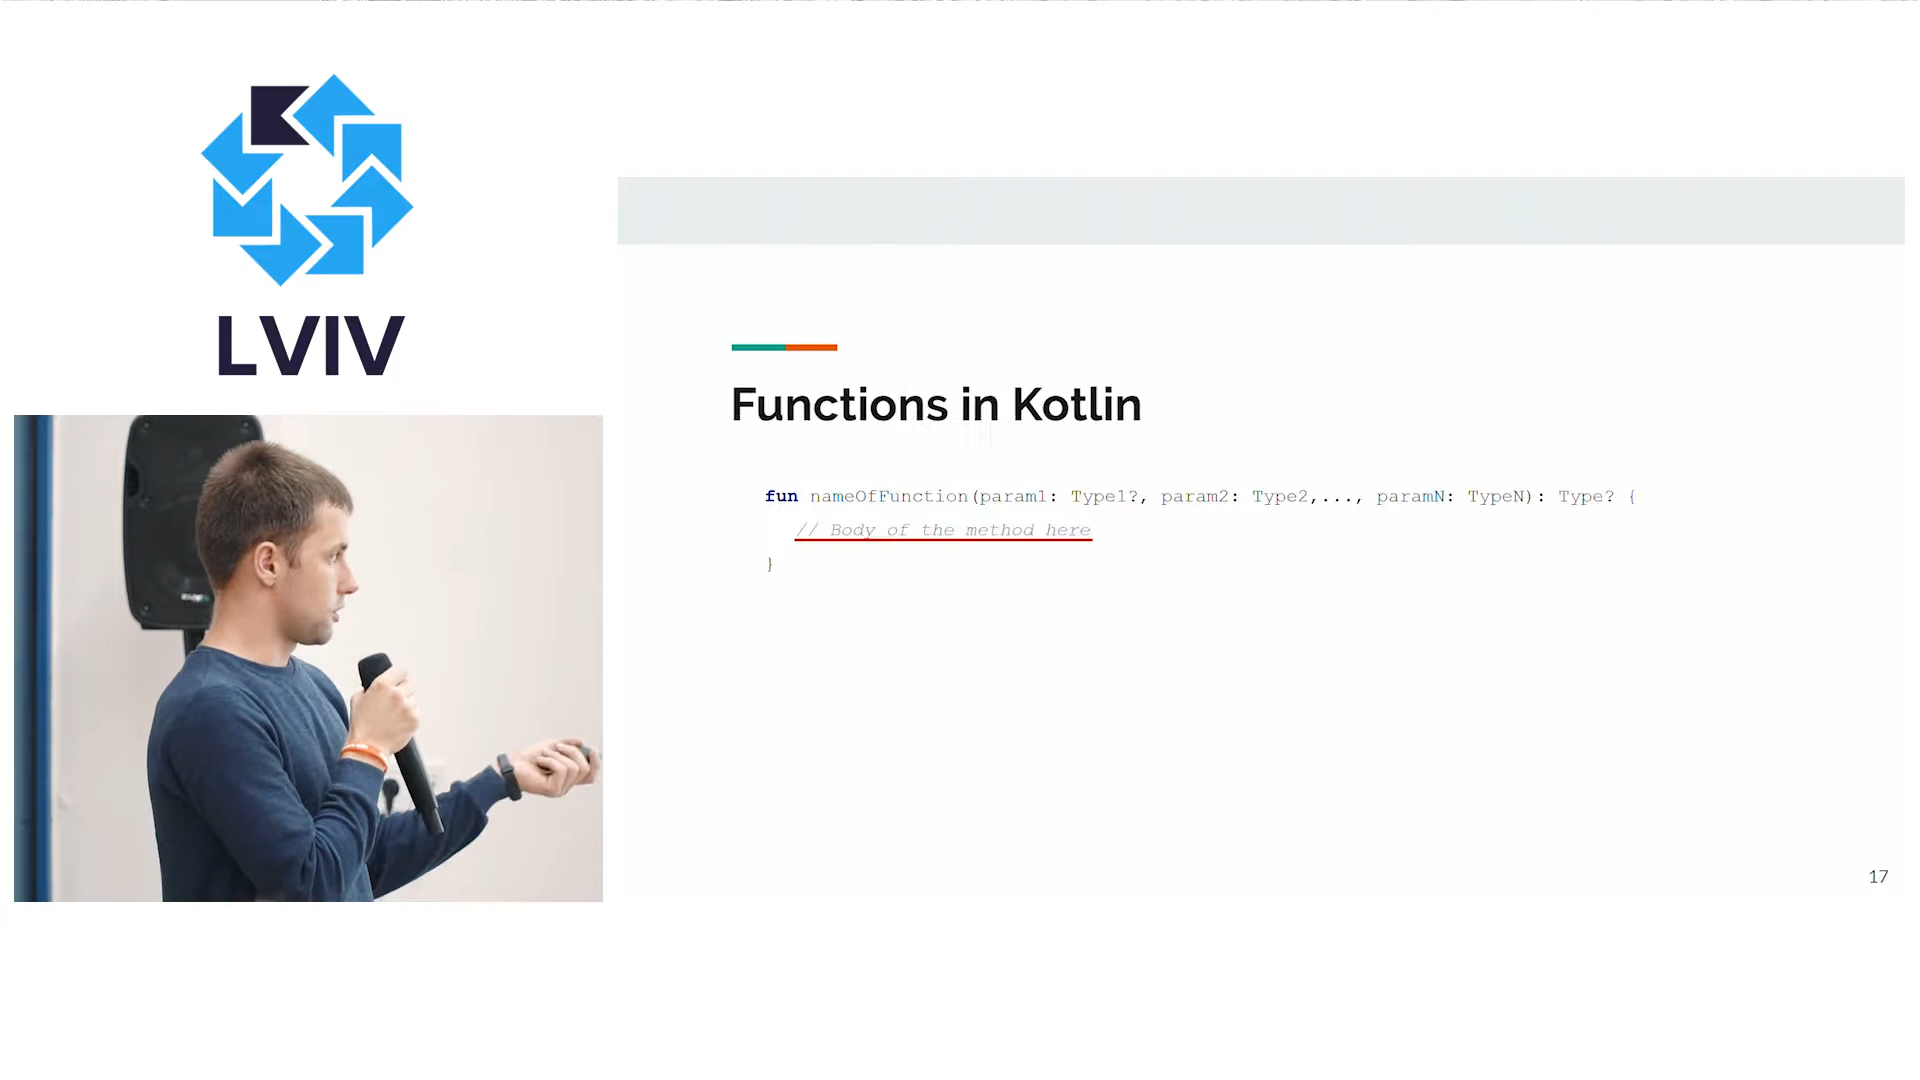 LVIV
Functions in Kotlin
fun nameOfFunction(param1: Type1?, param2: Type2,..., paramN: TypeN): Type? {
// Body of the method here
}
17